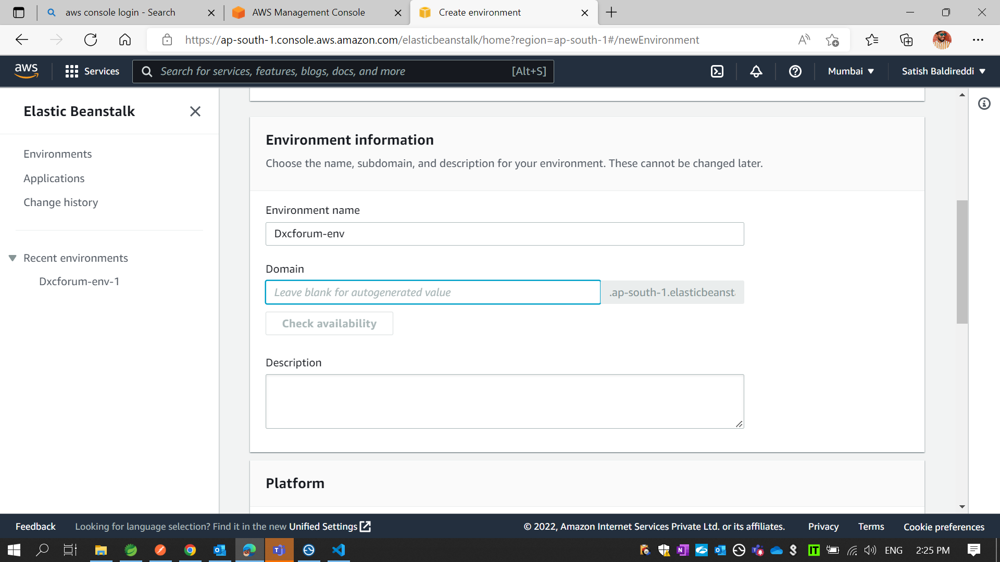 aws console login - Search
AWS Management Console
Create environment
https://ap-south-1.console.aws.amazon.com/elasticbeanstalk/home?region=ap-south-1#/newEnvironment
aws
Services
Search for services, features, blogs, docs, and more [Alt+S]
Mumbai
Satish Baldireddi
Elastic Beanstalk
Environments
Applications
Change history
Recent environments
Dxcforum-env-1
Environment information
Choose the name, subdomain, and description for your environment. These cannot be changed later.
Environment name
Dxcforum-env
Domain
Leave blank for autogenerated value
.ap-south-1.elasticbeanst
Check availability
Description
Platform
Feedback
Looking for language selection? Find it in the new Unified Settings
© 2022, Amazon Internet Services Private Ltd. or its affiliates.
Privacy
Terms
Cookie preferences
ENG
2:25 PM